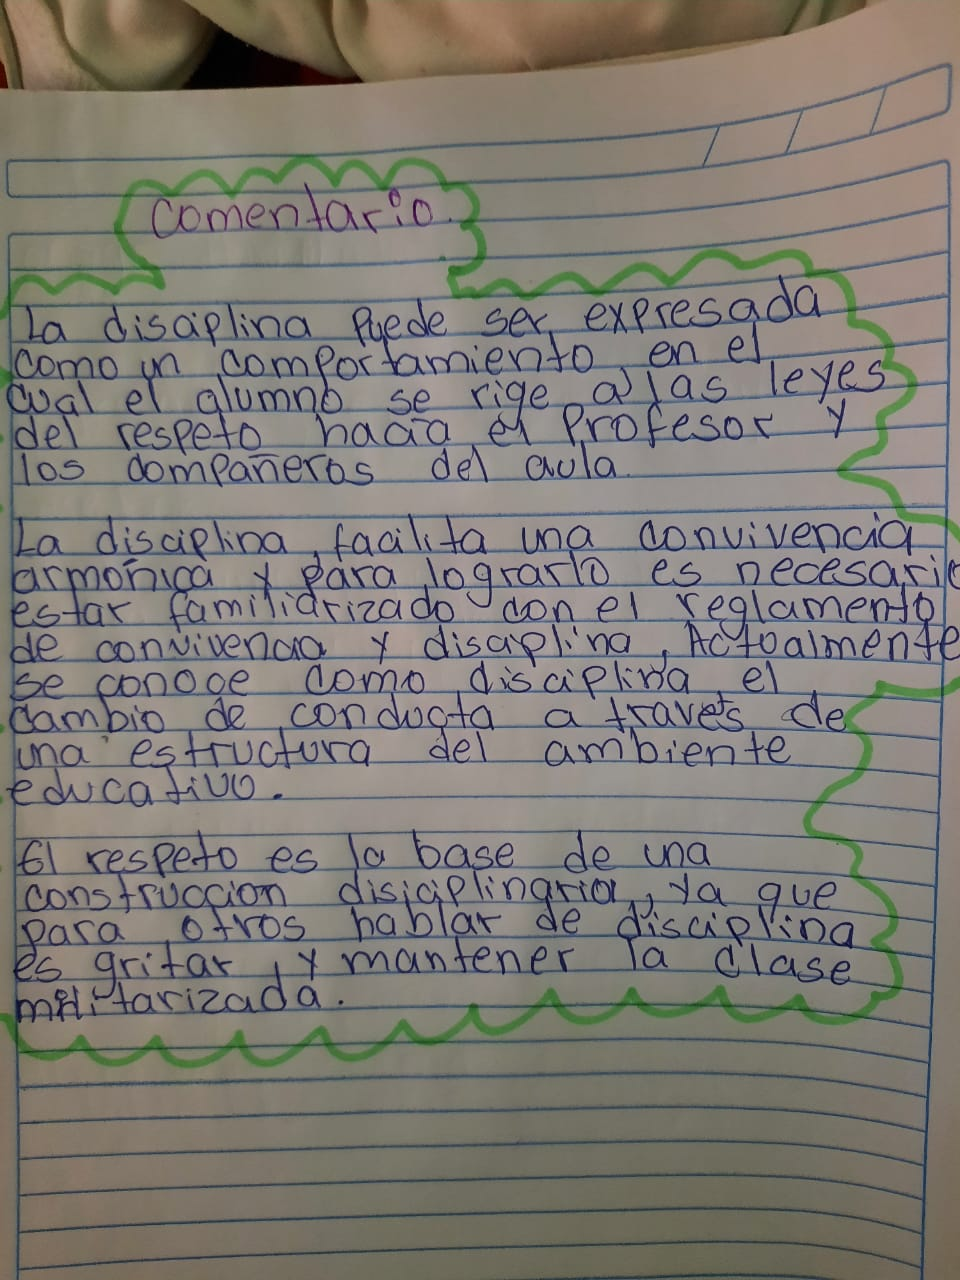 Comentario.
La disciplina puede ser expresada
como un comportamiento en el
cual el alumno se rige a las leyes
del respeto hacia el Profesor y
los compañeros del aula.
La disciplina, facilita una convivencia
armónica y para lograrlo es necesario
estar familiarizado con el reglamento
de convivencia y disciplina, Actualmente
se conoce como disciplina el
cambio de conducta a través de
una estructura del ambiente
educativo.
El respeto es la base de una
construccion disiciplinaria, ya que
para otros hablar de disciplina
es gritar, y mantener la clase
militarizada.